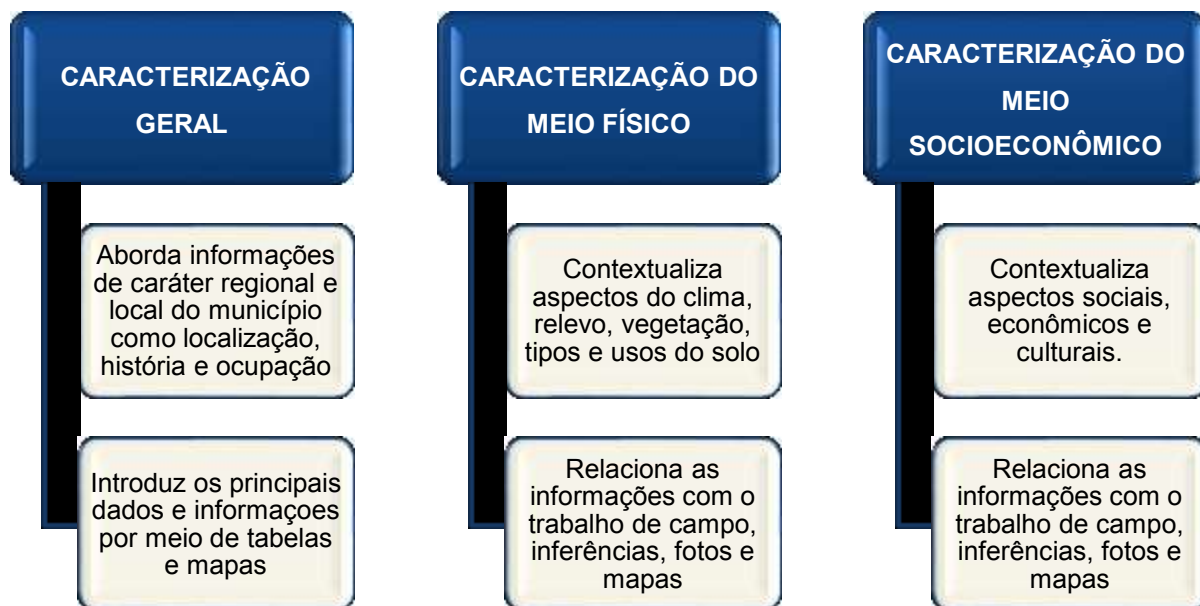 CARACTERIZAÇÃO
GERAL
Aborda informações
de caráter regional e
local do município
como localização,
história e ocupação
Introduz os principais
dados e informaçoes
por meio de tabelas
e mapas
CARACTERIZAÇÃO DO
MEIO FÍSICO
Contextualiza
aspectos do clima,
relevo, vegetação,
tipos e usos do solo
Relaciona as
informações com o
trabalho de campo,
inferências, fotos e
mapas
CARACTERIZAÇÃO DO
MEIO
SOCIOECONÔMICO
Contextualiza
aspectos sociais,
econômicos e
culturais.
Relaciona as
informações com o
trabalho de campo,
inferências, fotos e
mapas